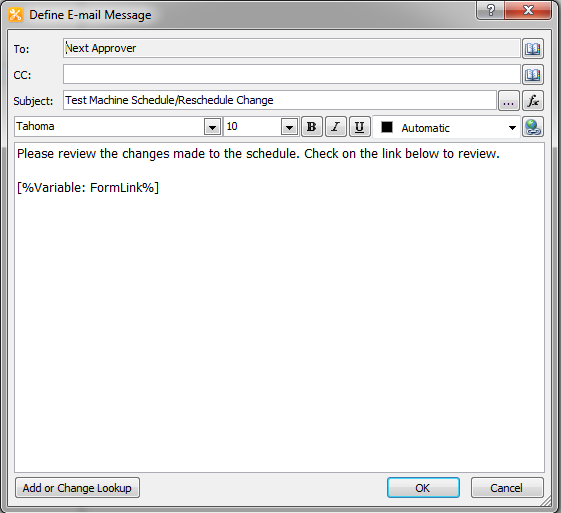 Define E-mail Message
?
To:
Next Approver
CC:
Subject:
Test Machine Schedule/Reschedule Change
...
fx
Tahoma
10
B
I
U
Automatic
Please review the changes made to the schedule. Check on the link below to review.
[%Variable: FormLink%]
Add or Change Lookup
OK
Cancel